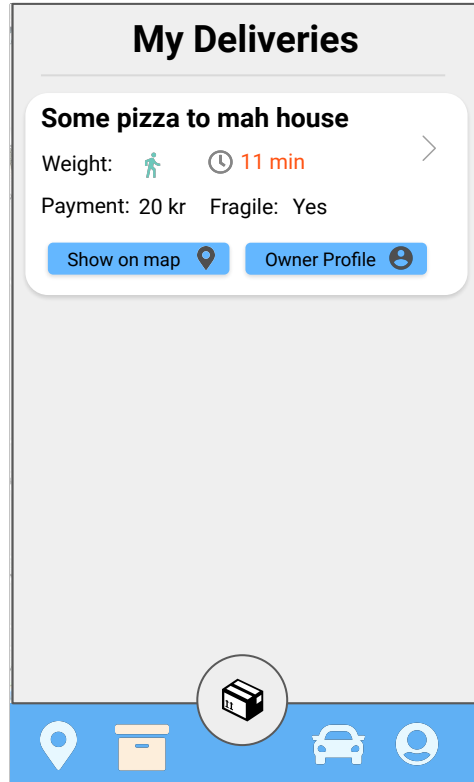 My Deliveries
Some pizza to mah house
Weight: 11 min
Payment: 20 kr Fragile: Yes
Show on map Owner Profile